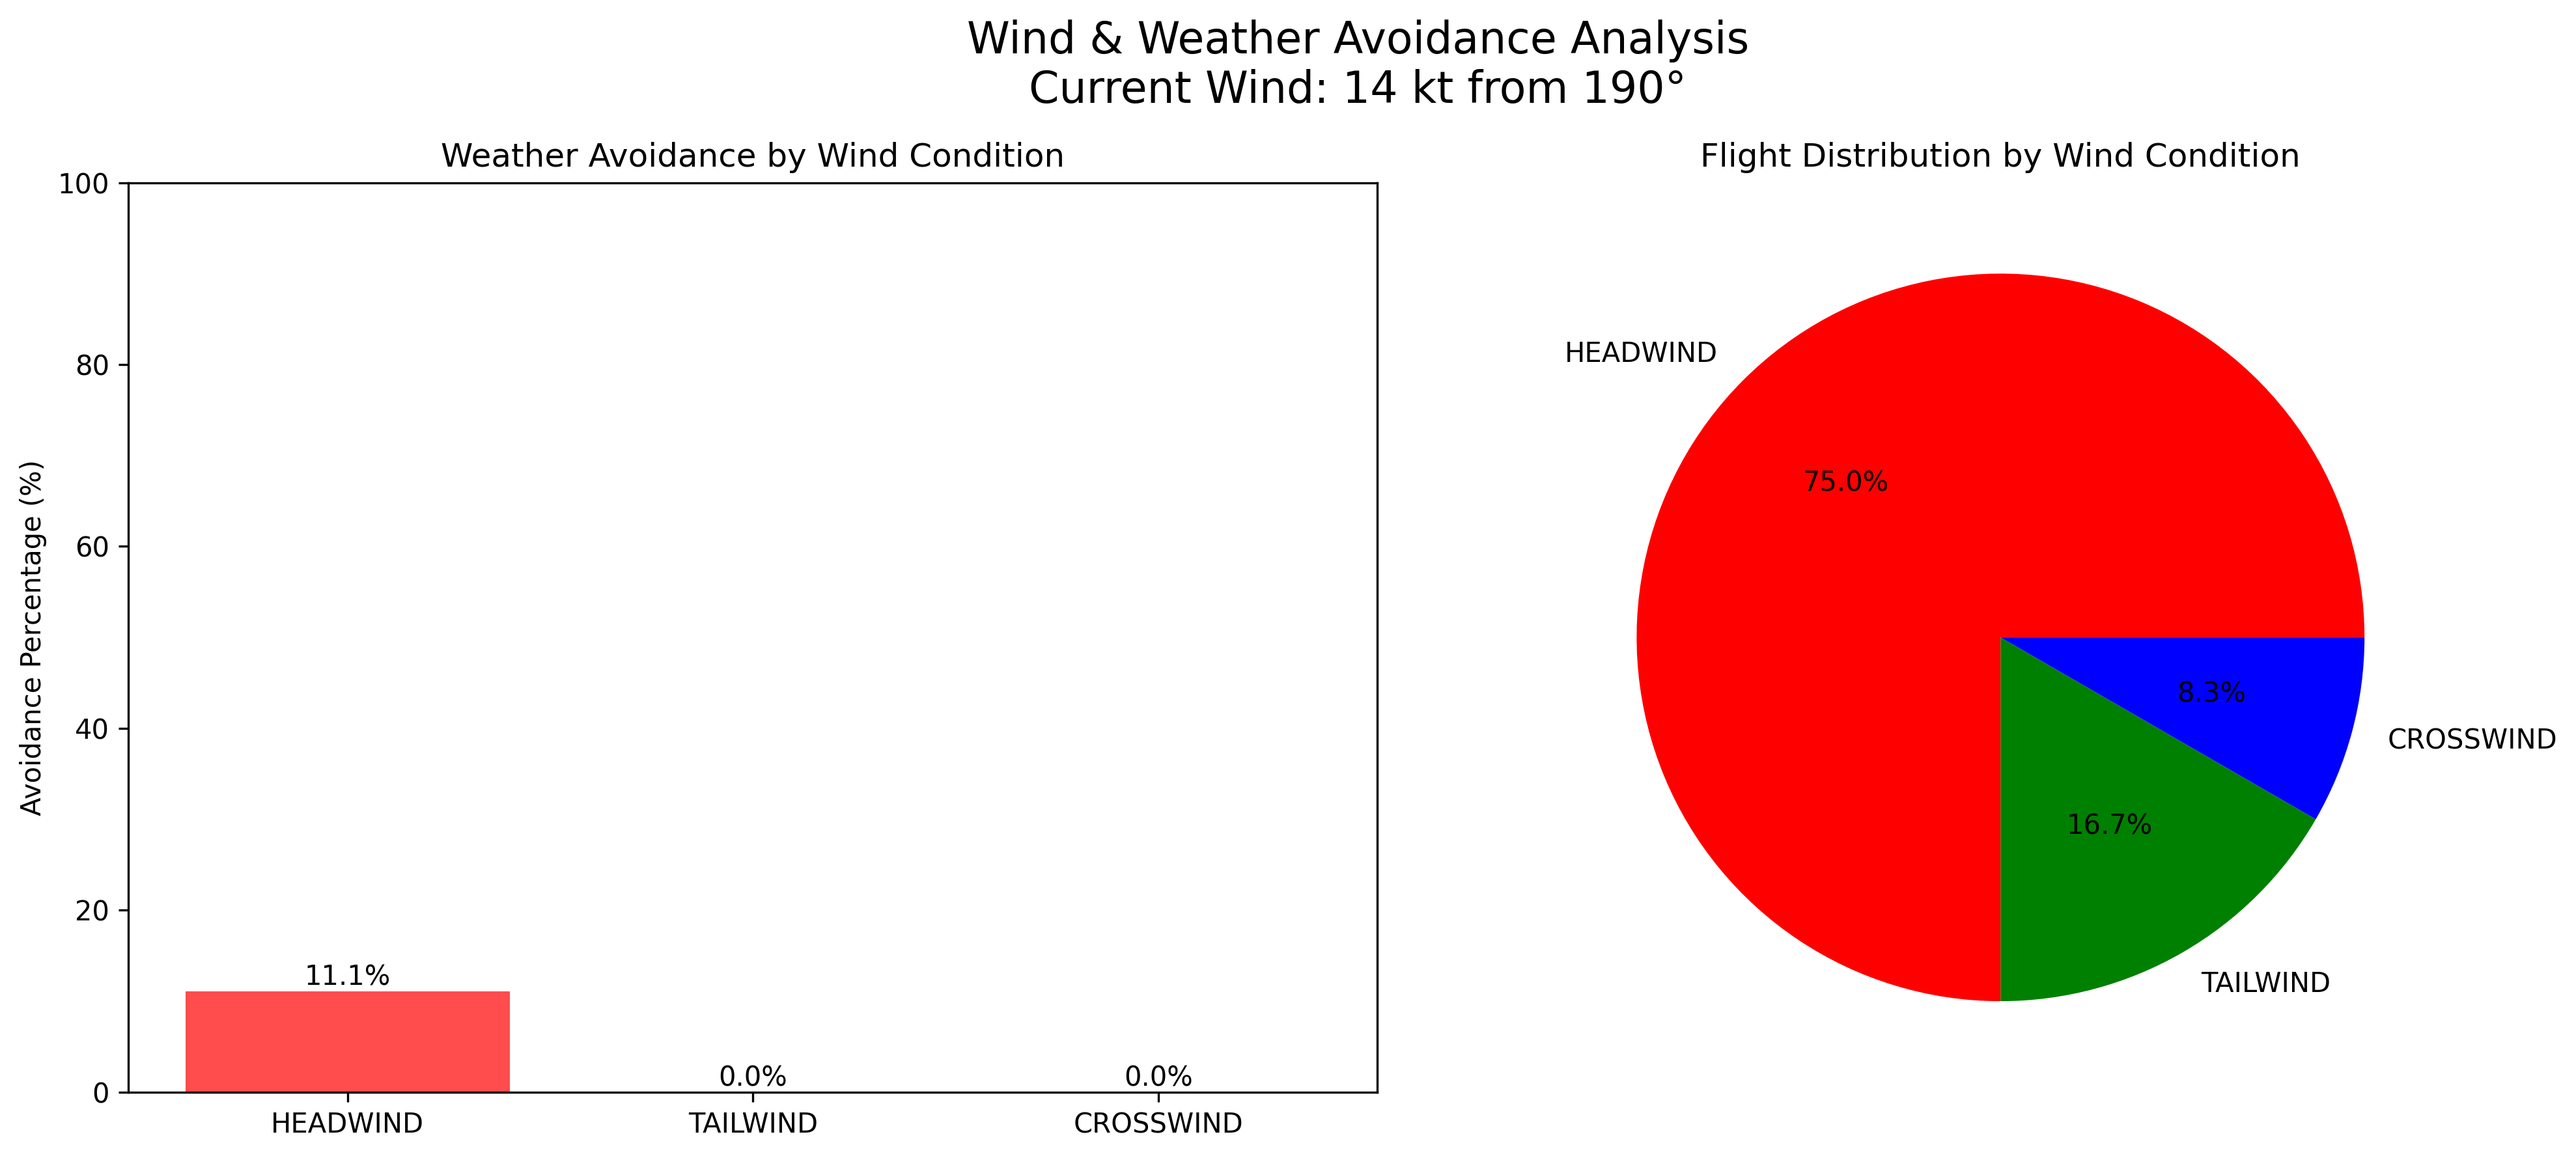 Wind & Weather Avoidance Analysis
Current Wind: 14 kt from 190°
Weather Avoidance by Wind Condition
100
80
60
40
20
0
Avoidance Percentage (%)
11.1%
0.0%
0.0%
HEADWIND
TAILWIND
CROSSWIND
Flight Distribution by Wind Condition
HEADWIND
75.0%
8.3%
CROSSWIND
16.7%
TAILWIND